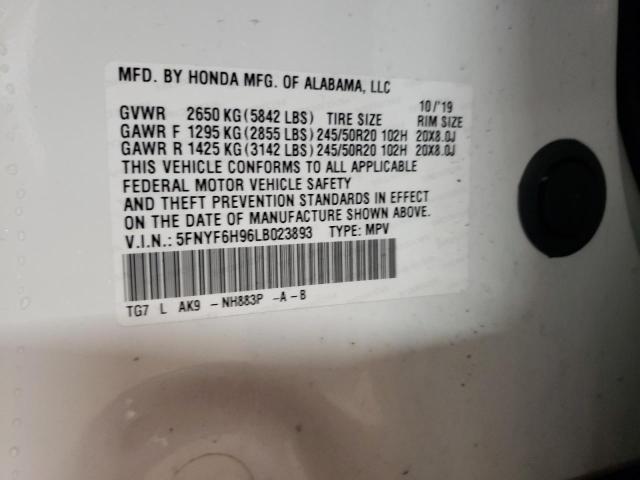 MFD. BY HONDA MFG. OF ALABAMA, LLC
10/'19
GVWR 2650 KG (5842 LBS) TIRE SIZE RIM SIZE
GAWR F 1295 KG (2855 LBS) 245/50R20 102H 20X8.0J
GAWR R 1425 KG (3142 LBS) 245/50R20 102H 20X8.0J
THIS VEHICLE CONFORMS TO ALL APPLICABLE
FEDERAL MOTOR VEHICLE SAFETY
AND THEFT PREVENTION STANDARDS IN EFFECT
ON THE DATE OF MANUFACTURE SHOWN ABOVE.
V.I.N.: 5FNYF6H96LB023893 TYPE: MPV
TG7 L AK9 -NH883P -A-B